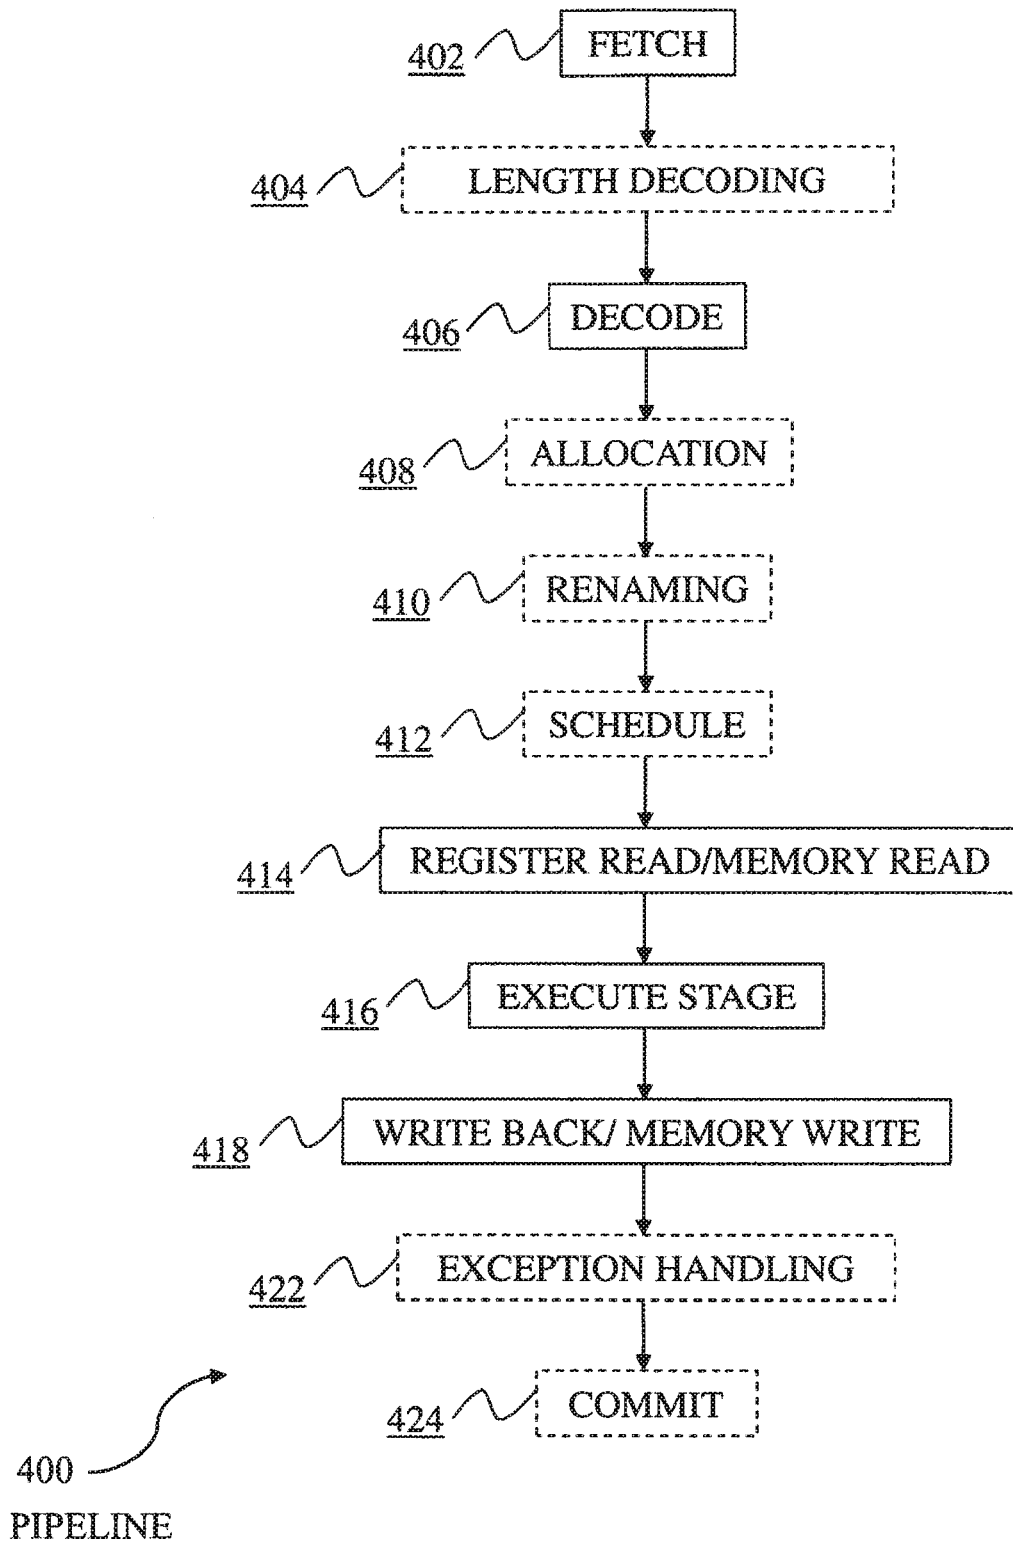 402 FETCH
404 LENGTH DECODING
406 DECODE
408 ALLOCATION
410 RENAMING
412 SCHEDULE
414 REGISTER READ/MEMORY READ
416 EXECUTE STAGE
418 WRITE BACK/ MEMORY WRITE
422 EXCEPTION HANDLING
424 COMMIT
400
PIPELINE